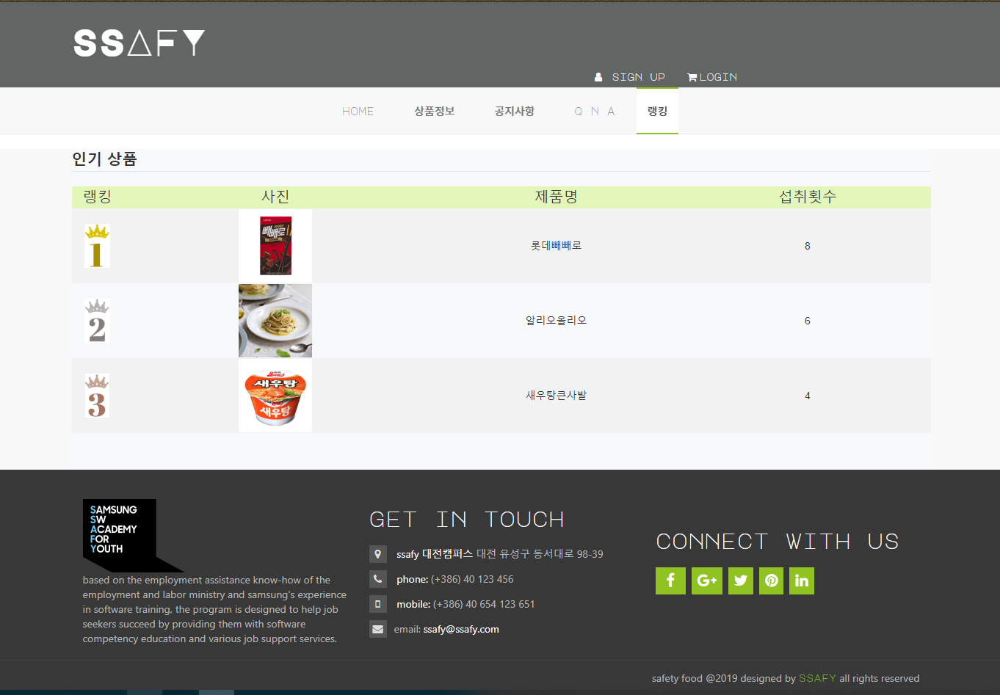 SSAFY
SIGN UP LOGIN
HOME 상품정보 공지사항 Q N A 랭킹
인기 상품
랭킹 사진 제품명 섭취횟수
1 빼빼로 롯데빼빼로 8
2 알리오올리오 6
3 새우탕 새우탕 새우탕큰사발 4
SAMSUNG
SW
ACADEMY
FOR
YOUTH
based on the employment assistance know-how of the
employment and labor ministry and samsung's experience
in software training, the program is designed to help job
seekers succeed by providing them with software
competency education and various job support services.
GET IN TOUCH
ssafy 대전캠퍼스 대전 유성구 동서대로 98-39
phone: (+386) 40 123 456
mobile: (+386) 40 654 123 651
email: ssafy@ssafy.com
CONNECT WITH US
f G+ in
safety food @2019 designed by SSAFY all rights reserved